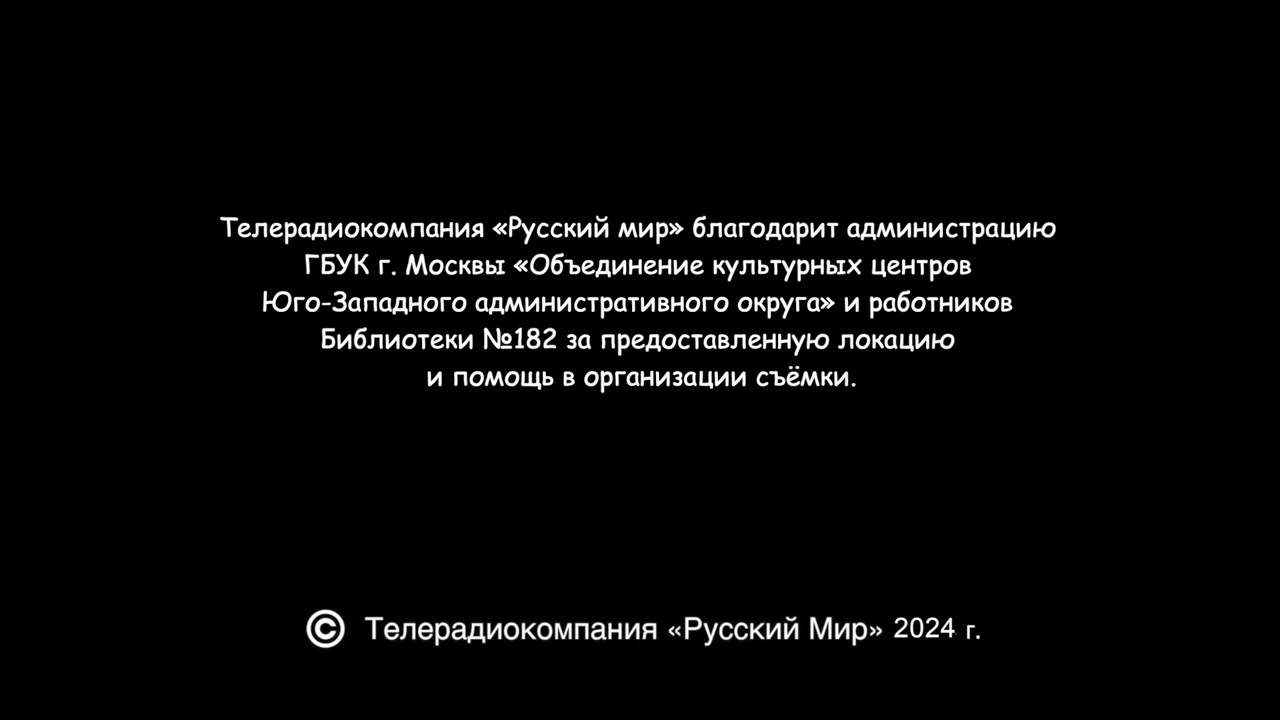 Телерадиокомпания «Русский мир» благодарит администрацию
ГБУК г. Москвы «Объединение культурных центров
Юго-Западного административного округа» и работников
Библиотеки №182 за предоставленную локацию
и помощь в организации съёмки.
© Телерадиокомпания «Русский Мир» 2024 г.